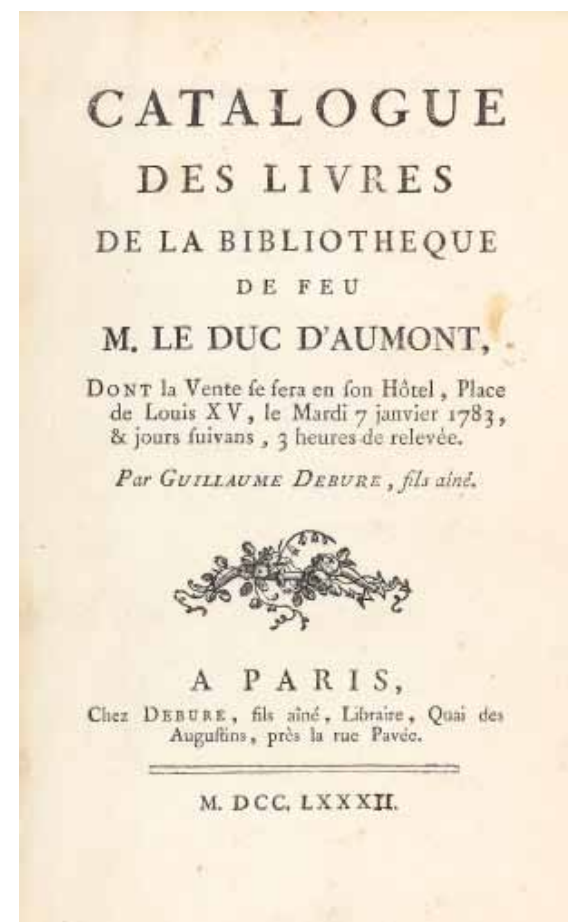 CATALOGUE
DES LIVRES
DE LA BIBLIOTHEQUE
DE FEU
M. LE DUC D'AUMONT,
DONT la Vente ſe fera en ſon Hôtel, Place
de Louis XV, le Mardi 7 janvier 1783,
& jours ſuivans, 3 heures de relevée.
Par GUILLAUME DEBURE, fils aîné.
A PARIS,
Chez DEBURE, fils aîné, Libraire, Quai des
Auguſtins, près la rue Pavée.
M. DCC. LXXXII.